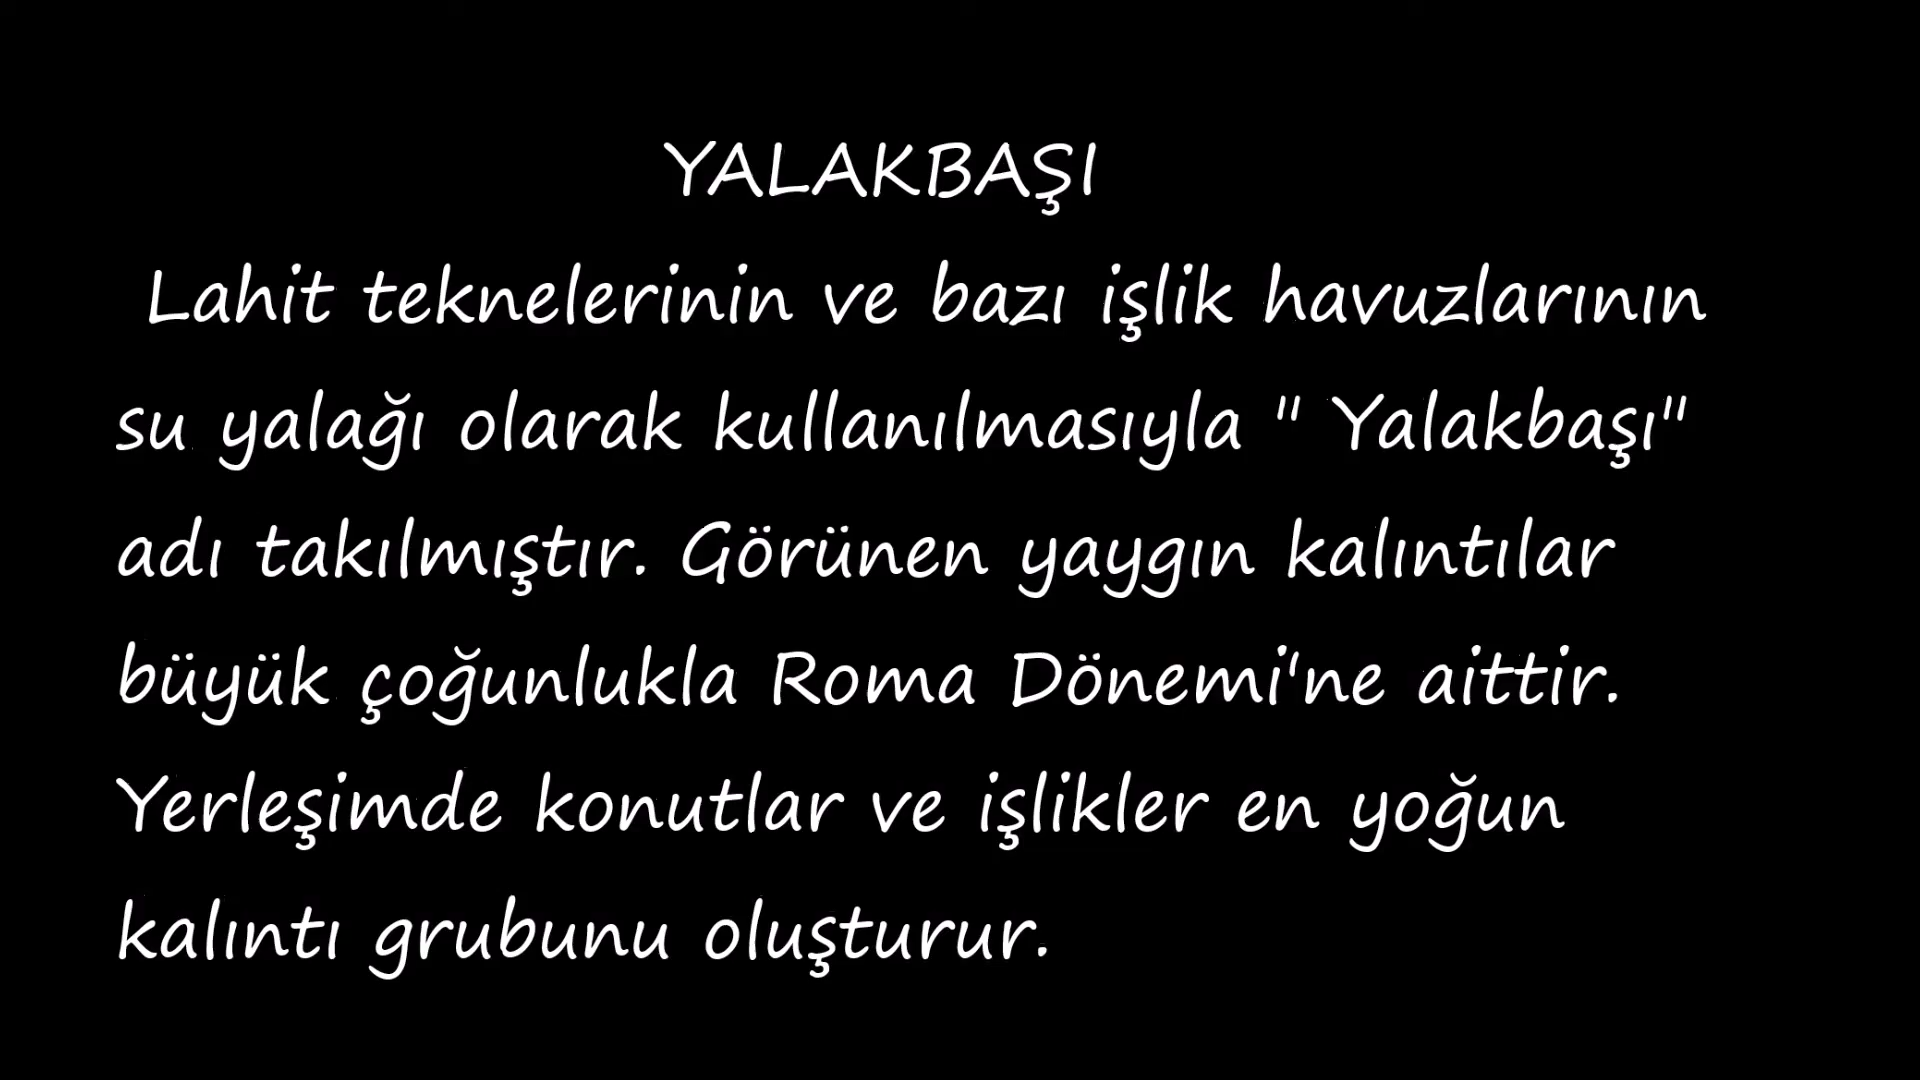 YALAKBAŞI
Lahit teknelerinin ve bazı işlik havuzlarının
su yalağı olarak kullanılmasıyla " Yalakbaşı"
adı takılmıştır. Görünen yaygın kalıntılar
büyük çoğunlukla Roma Dönemi'ne aittir.
Yerleşimde konutlar ve işlikler en yoğun
kalıntı grubunu oluşturur.